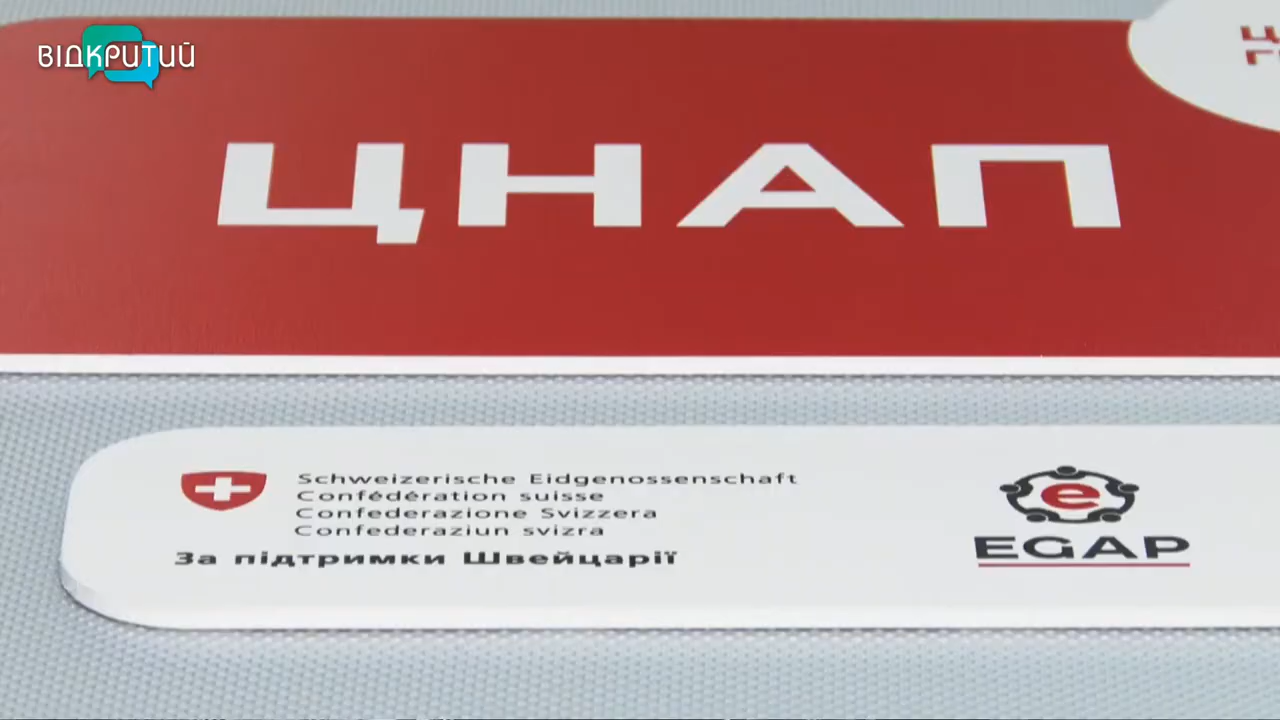 ВІДКРИТИЙ
ЦНАП
Schweizerische Eidgenossenschaft
Confédération suisse
Confederazione Svizzera
Confederaziun svizra
За підтримки Швейцарії
e
EGAP